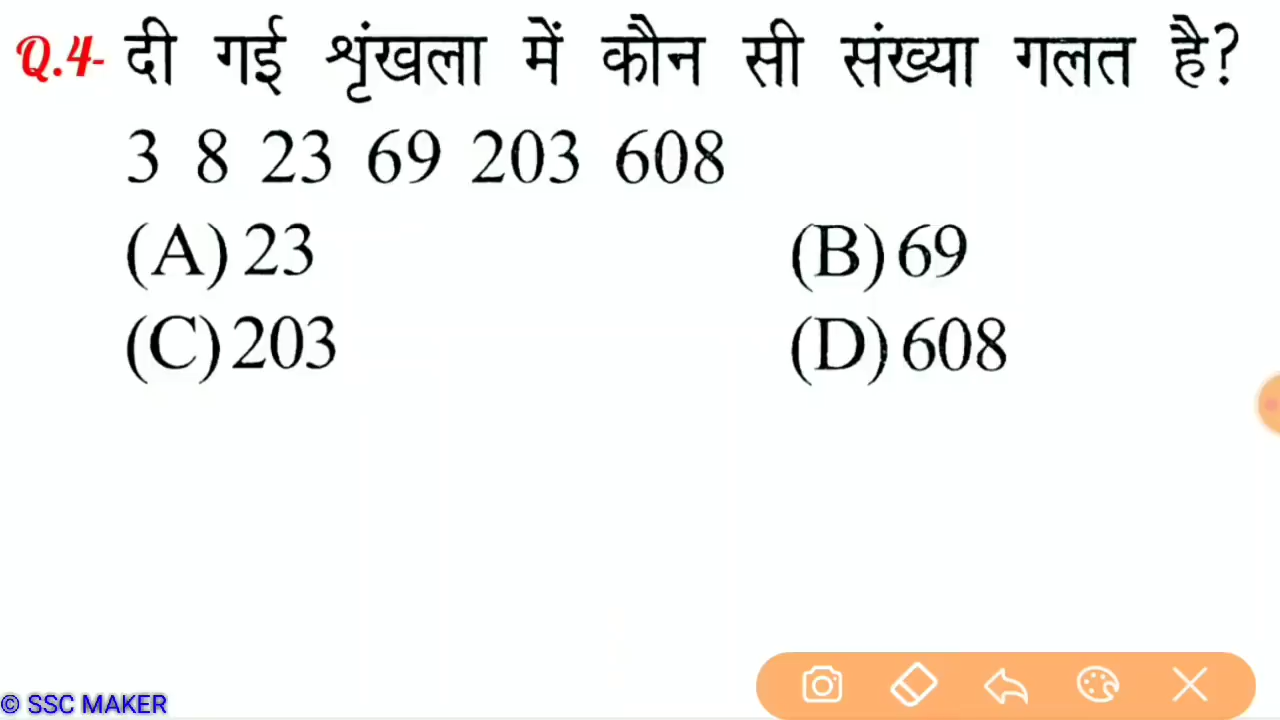 Q.4- दी गई शृंखला में कौन सी संख्या गलत है?
3 8 23 69 203 608
(A) 23 (B) 69
(C) 203 (D) 608
© SSC MAKER